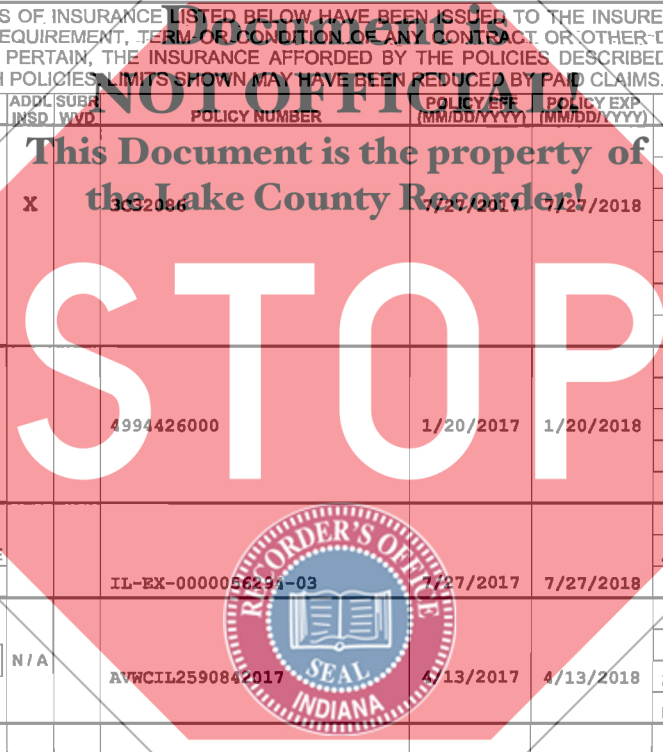 S OF INSURANCE LISTED BELOW HAVE BEEN ISSUED TO THE INSURE
Document is
EQUIREMENT, TERM OR CONDITION OF ANY CONTRACT OR OTHER D
PERTAIN, THE INSURANCE AFFORDED BY THE POLICIES DESCRIBED
H POLICIES. LIMITS SHOWN MAY HAVE BEEN REDUCED BY PAID CLAIMS.
NOT OFFICIAL
ADDL SUBR POLICY EFF POLICY EXP
INSD WVD POLICY NUMBER (MM/DD/YYYY) (MM/DD/YYYY)
This Document is the property of
the Lake County Recorder!
X 3C32086 7/27/2017 7/27/2018
STOP
4994426000 1/20/2017 1/20/2018
RECORDER'S OFFICE
IL-EX-0000056294-03 7/27/2017 7/27/2018
N/A
SEAL
AVWCIL2590842017 4/13/2017 4/13/2018
INDIANA